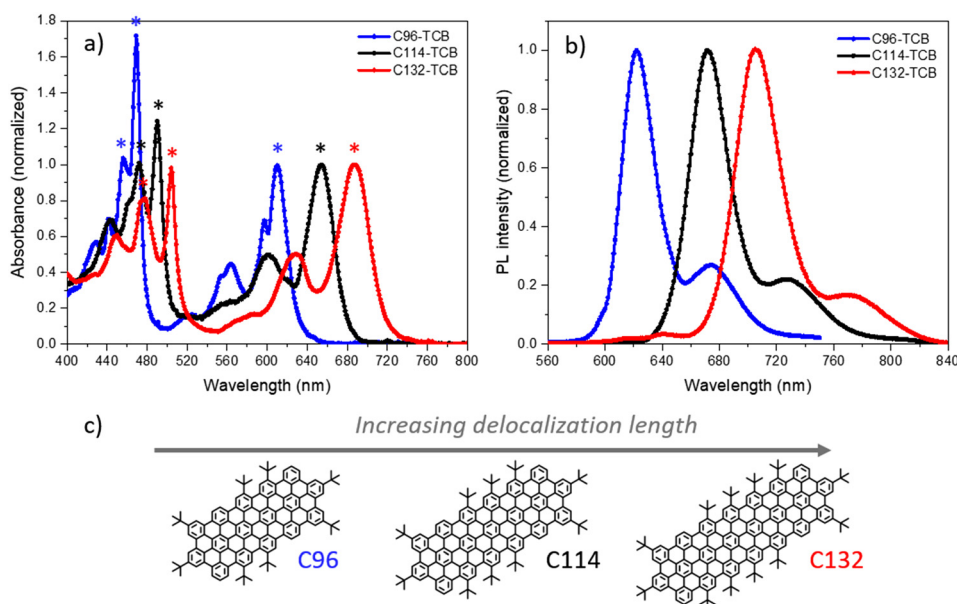 a)
C96-TCB
C114-TCB
C132-TCB
Absorbance (normalized)
1.8
1.6
1.4
1.2
1.0
0.8
0.6
0.4
0.2
0.0
* * * * * * * * *
400 440 480 520 560 600 640 680 720 760 800
Wavelength (nm)
b)
C96-TCB
C114-TCB
C132-TCB
PL intensity (normalized)
1.0
0.8
0.6
0.4
0.2
0.0
560 600 640 680 720 760 800 840
Wavelength (nm)
c)
Increasing delocalization length
C96
C114
C132